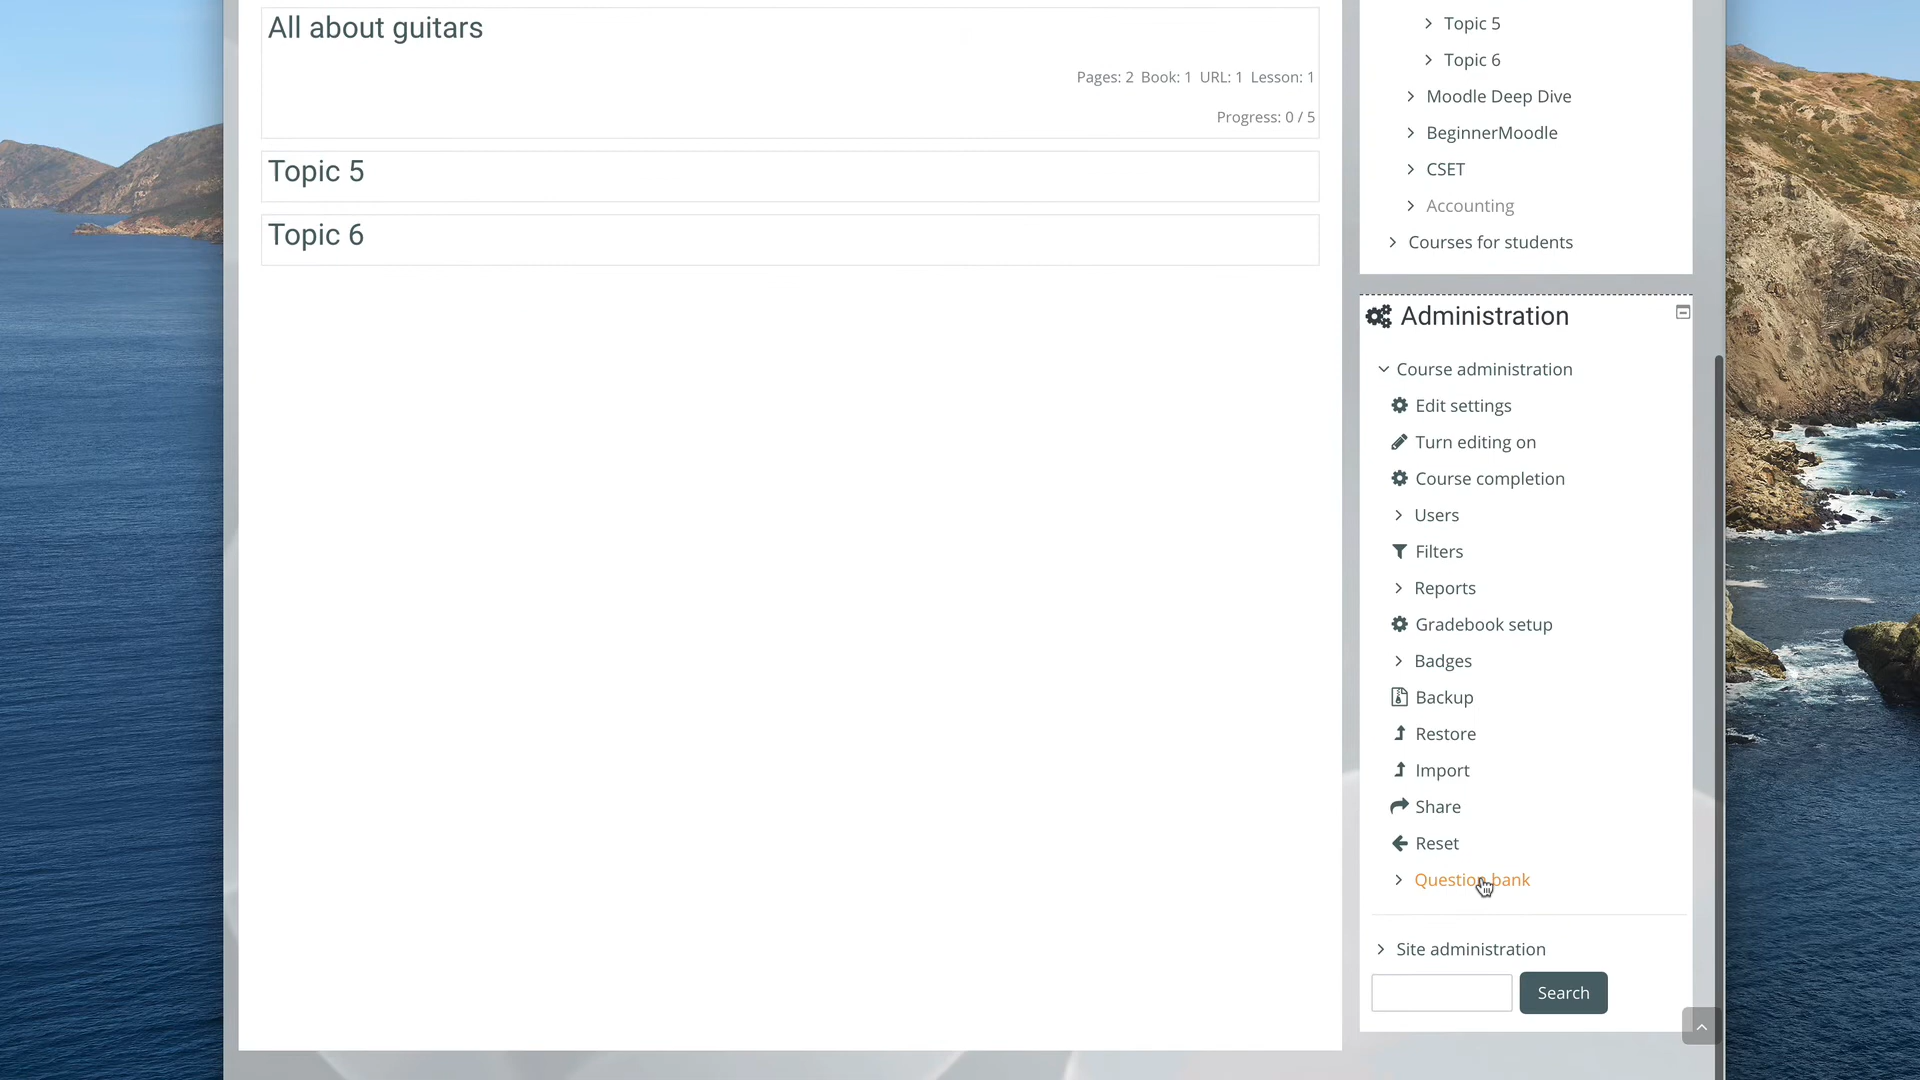 All about guitars
Pages: 2 Book: 1 URL: 1 Lesson: 1
Progress: 0 / 5
Topic 5
Topic 6
Topic 5
Topic 6
Moodle Deep Dive
BeginnerMoodle
CSET
Accounting
Courses for students
Administration
Course administration
Edit settings
Turn editing on
Course completion
Users
Filters
Reports
Gradebook setup
Badges
Backup
Restore
Import
Share
Reset
Question bank
Site administration
Search